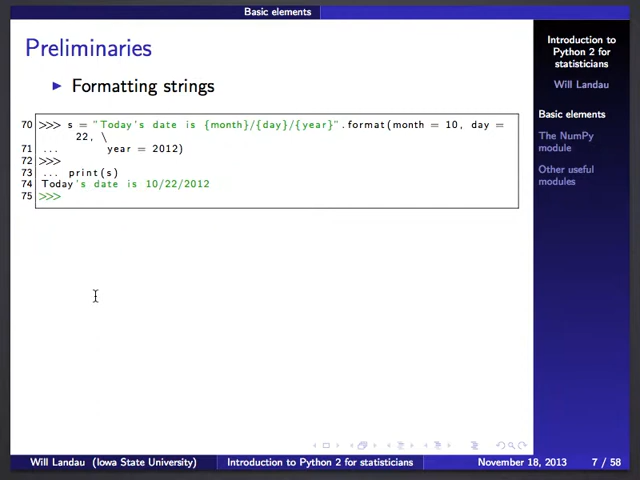 Basic elements
Preliminaries
Introduction to
Python 2 for
statisticians
Will Landau
Basic elements
The NumPy
module
Other useful
modules
▶ Formatting strings
70 >>> s = "Today's date is {month}/{day}/{year}".format(month = 10, day =
22, \
71 ... year = 2012)
72 >>>
73 ... print(s)
74 Today's date is 10/22/2012
75 >>>
Will Landau (Iowa State University) Introduction to Python 2 for statisticians November 18, 2013 7 / 58